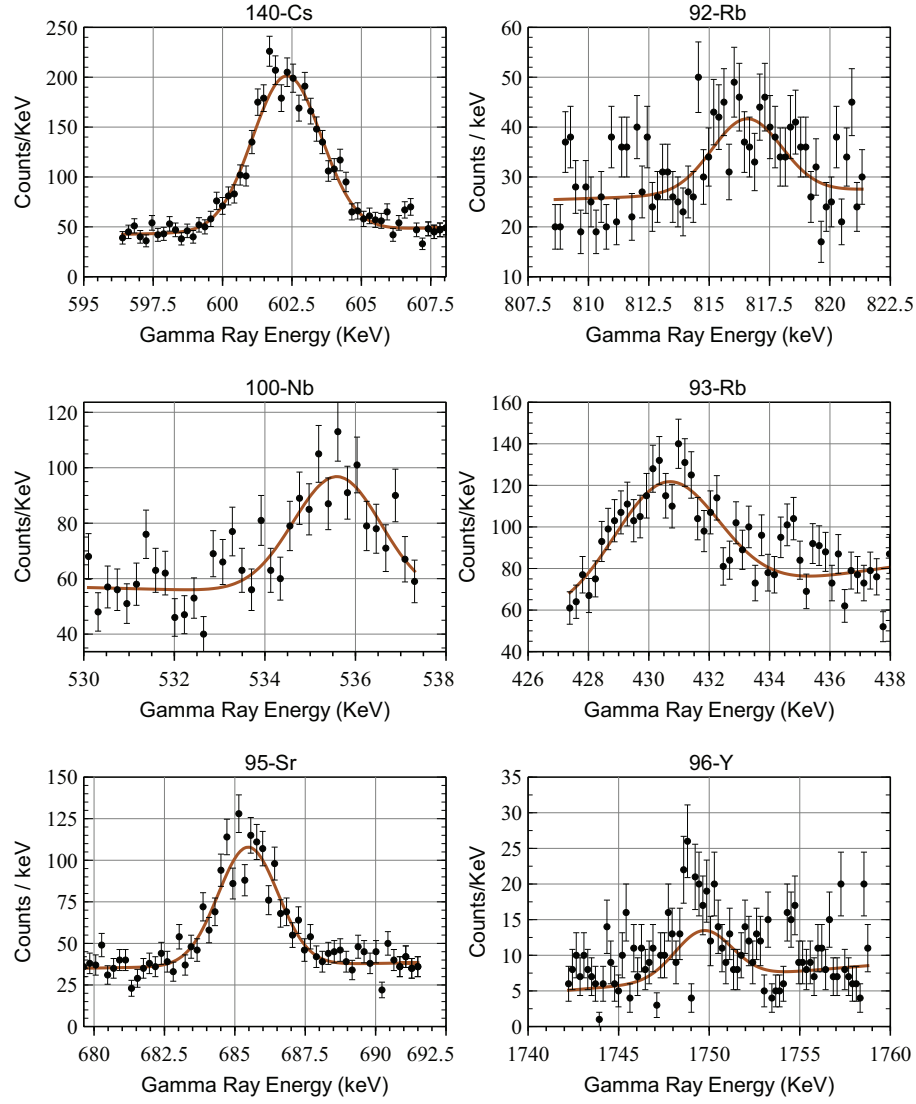 140-Cs
250
200
150
100
50
0
Counts/KeV
595 597.5 600 602.5 605 607.5
Gamma Ray Energy (KeV)
92-Rb
60
50
40
30
20
10
Counts / keV
807.5 810 812.5 815 817.5 820 822.5
Gamma Ray Energy (keV)
100-Nb
120
100
80
60
40
Counts/KeV
530 532 534 536 538
Gamma Ray Energy (KeV)
93-Rb
160
140
120
100
80
60
40
Counts/KeV
426 428 430 432 434 436 438
Gamma Ray Energy (KeV)
95-Sr
150
125
100
75
50
25
0
Counts / keV
680 682.5 685 687.5 690 692.5
Gamma Ray Energy (keV)
96-Y
35
30
25
20
15
10
5
0
Counts/KeV
1740 1745 1750 1755 1760
Gamma Ray Energy (KeV)